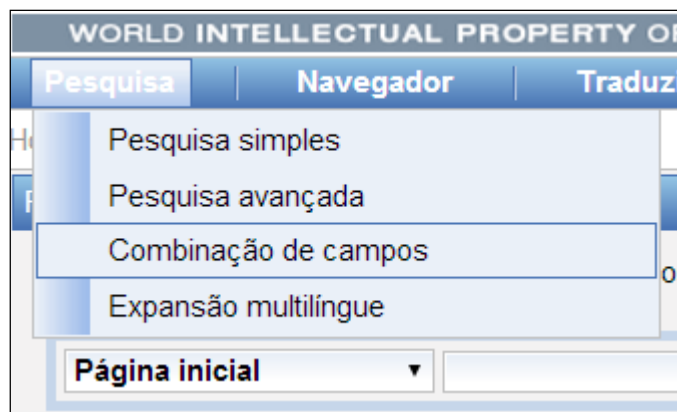 WORLD INTELLECTUAL PROPERTY
Pesquisa Navegador Traduz
Pesquisa simples
Pesquisa avançada
Combinação de campos
Expansão multilíngue
Página inicial